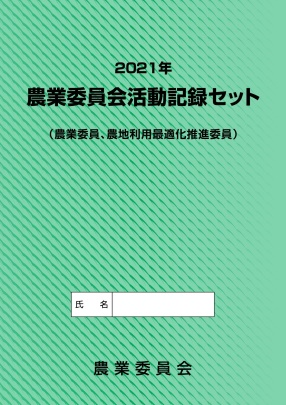 2021年
農業委員会活動記録セット
（農業委員、農地利用最適化推進委員）
氏　名
農業委員会